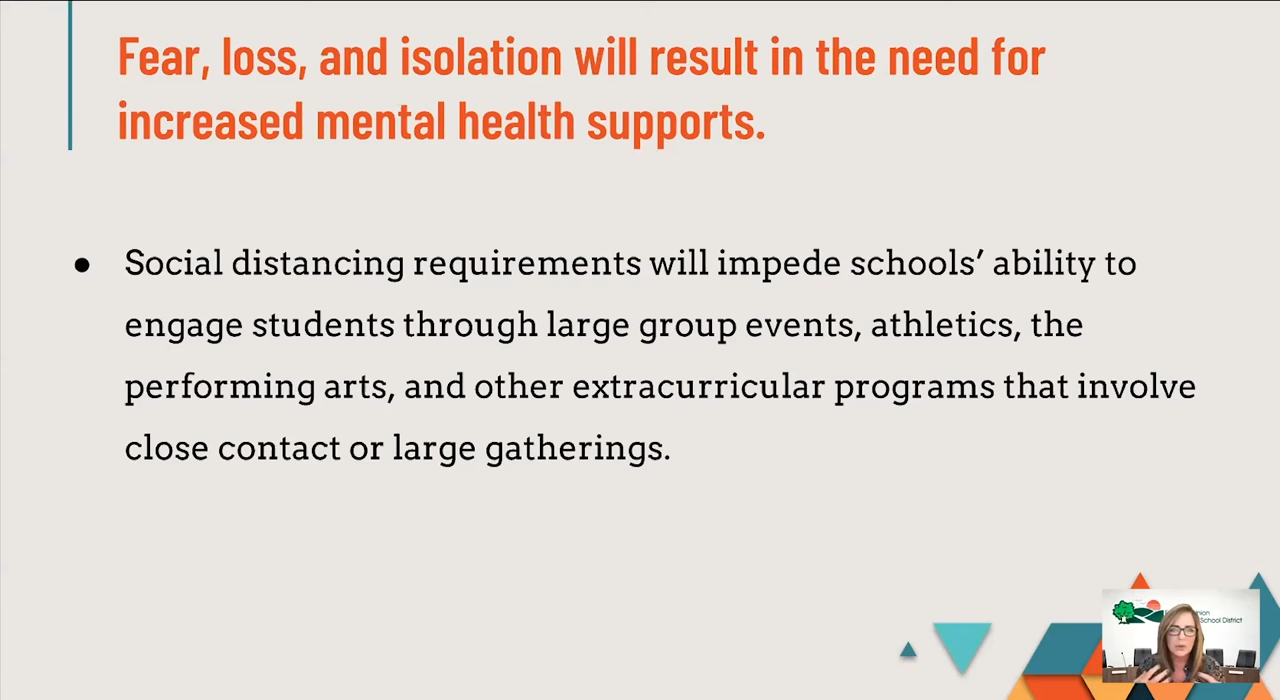 Fear, loss, and isolation will result in the need for
increased mental health supports.
● Social distancing requirements will impede schools’ ability to
engage students through large group events, athletics, the
performing arts, and other extracurricular programs that involve
close contact or large gatherings.
School District